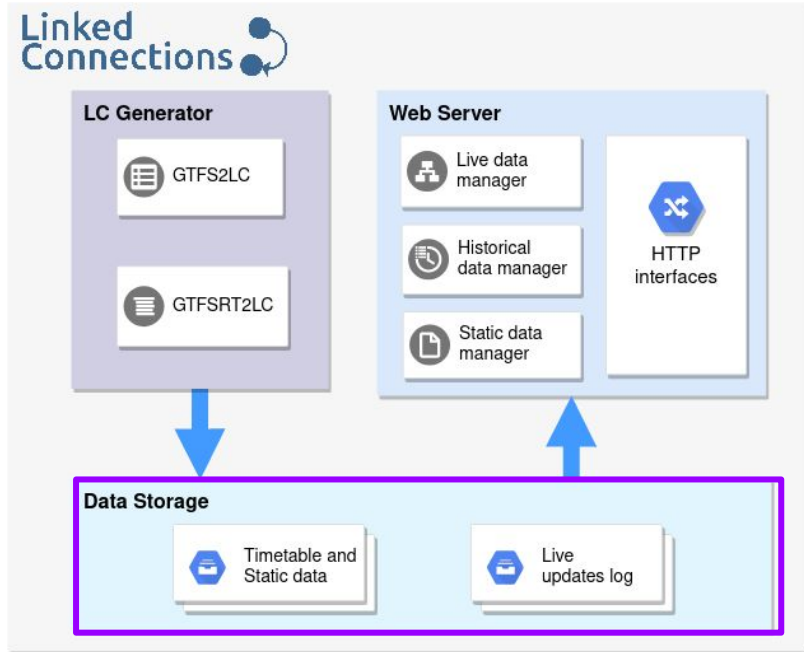 Linked
Connections
LC Generator
GTFS2LC
GTFSRT2LC
Web Server
Live data
manager
Historical
data manager
Static data
manager
HTTP
interfaces
Data Storage
Timetable and
Static data
Live
updates log